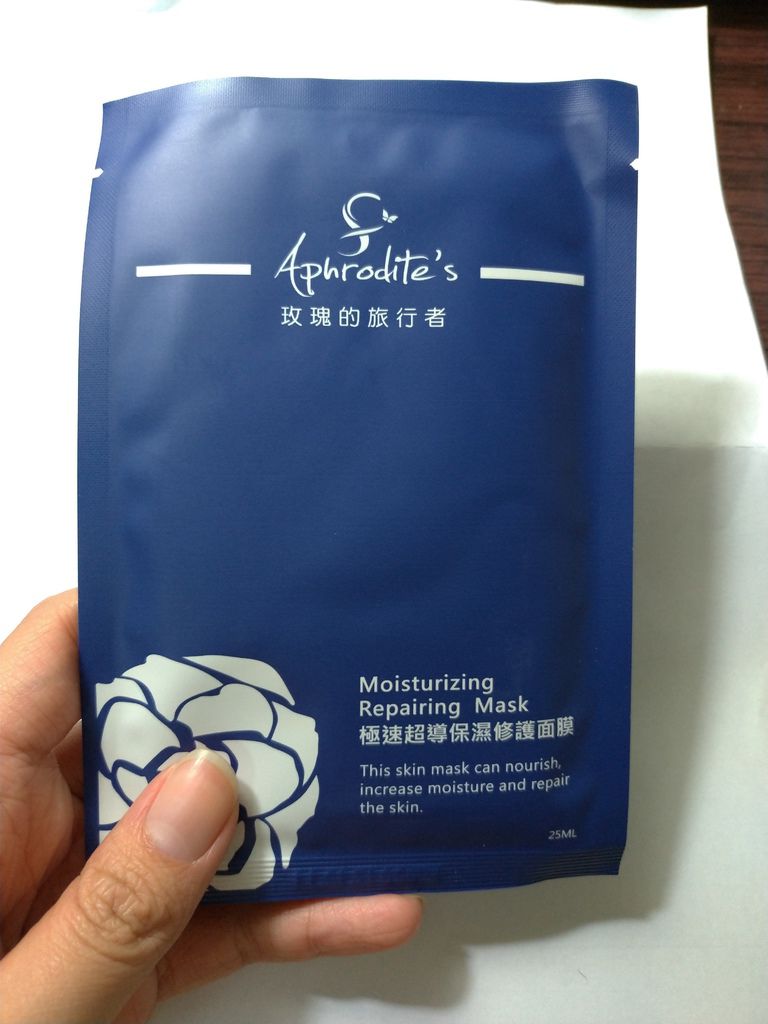 Aphrodite's
玫瑰的旅行者
Moisturizing
Repairing Mask
極速超導保濕修護面膜
This skin mask can nourish,
increase moisture and repair
the skin.
25ML